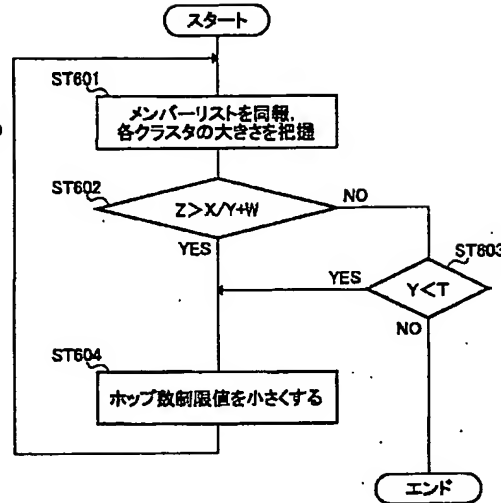 スタート
ST601
メンバーリストを同報,
各クラスタの大きさを把握
ST602
Z>X/Y+W
NO
YES
ST603
YES
Y<T
NO
ST604
ホップ数制限値を小さくする
エンド